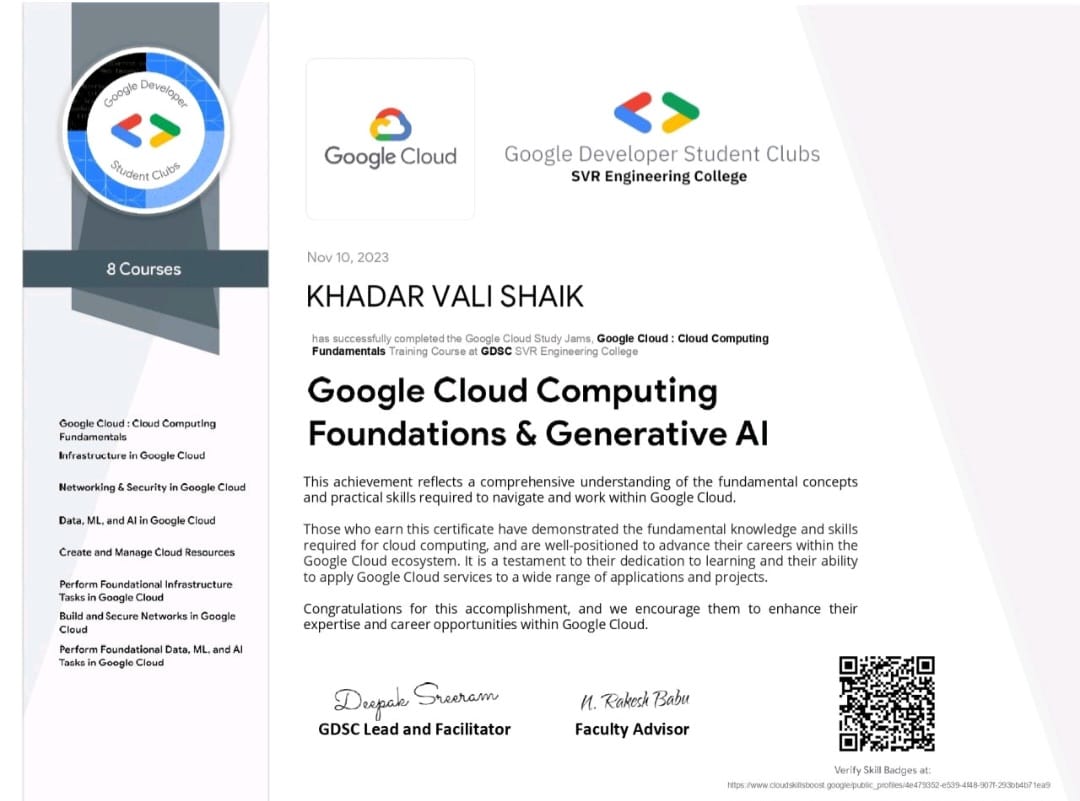 Google Developer
Student Clubs
8 Courses
Google Cloud : Cloud Computing
Fundamentals
Infrastructure in Google Cloud
Networking & Security in Google Cloud
Data, ML, and AI in Google Cloud
Create and Manage Cloud Resources
Perform Foundational Infrastructure
Tasks in Google Cloud
Build and Secure Networks in Google
Cloud
Perform Foundational Data, ML, and AI
Tasks in Google Cloud
Google Cloud
Google Developer Student Clubs
SVR Engineering College
Nov 10, 2023
KHADAR VALI SHAIK
has successfully completed the Google Cloud Study Jams, Google Cloud : Cloud Computing
Fundamentals Training Course at GDSC SVR Engineering College
Google Cloud Computing
Foundations & Generative AI
This achievement reflects a comprehensive understanding of the fundamental concepts
and practical skills required to navigate and work within Google Cloud.
Those who earn this certificate have demonstrated the fundamental knowledge and skills
required for cloud computing, and are well-positioned to advance their careers within the
Google Cloud ecosystem. It is a testament to their dedication to learning and their ability
to apply Google Cloud services to a wide range of applications and projects.
Congratulations for this accomplishment, and we encourage them to enhance their
expertise and career opportunities within Google Cloud.
Deepak Sreeram
GDSC Lead and Facilitator
N. Rakesh Babu
Faculty Advisor
Verify Skill Badges at:
https://www.cloudskillsboost.google/public_profiles/4e479352-e539-4f48-907f-293bb4b71ea9